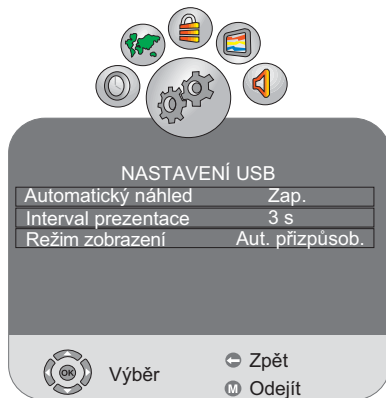 NASTAVENÍ USB
Automatický náhled Zap.
Interval prezentace 3 s
Režim zobrazení Aut. přizpůsob.
OK Výběr
Zpět
M Odejít